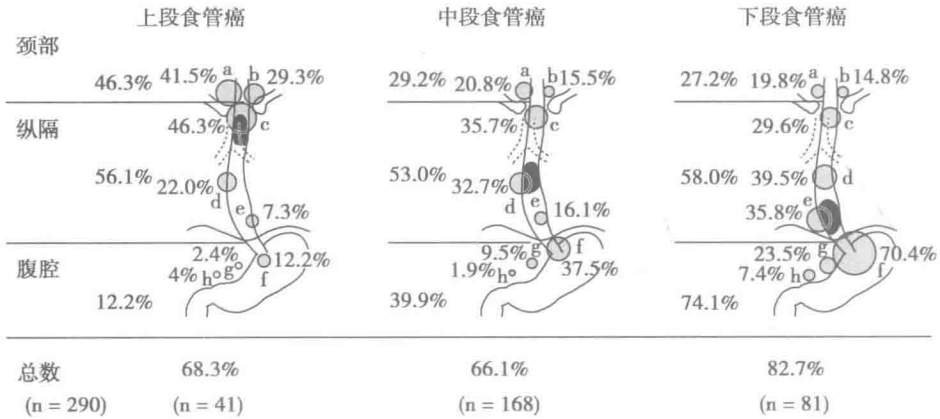 上段食管癌 中段食管癌 下段食管癌
颈部
46.3% 41.5% a b 29.3% 29.2% 20.8% a b 15.5% 27.2% 19.8% a b 14.8%
纵隔 46.3% c 35.7% c 29.6% c
56.1% 22.0% d e 7.3% 53.0% 32.7% d e 16.1% 58.0% 39.5% d
e 35.8%
腹腔 2.4% g 12.2% f 9.5% g f 37.5% 23.5% g 70.4% f
4% h 1.9% h 7.4% h
12.2% 39.9% 74.1%
总数 68.3% 66.1% 82.7%
(n = 290) (n = 41) (n = 168) (n = 81)